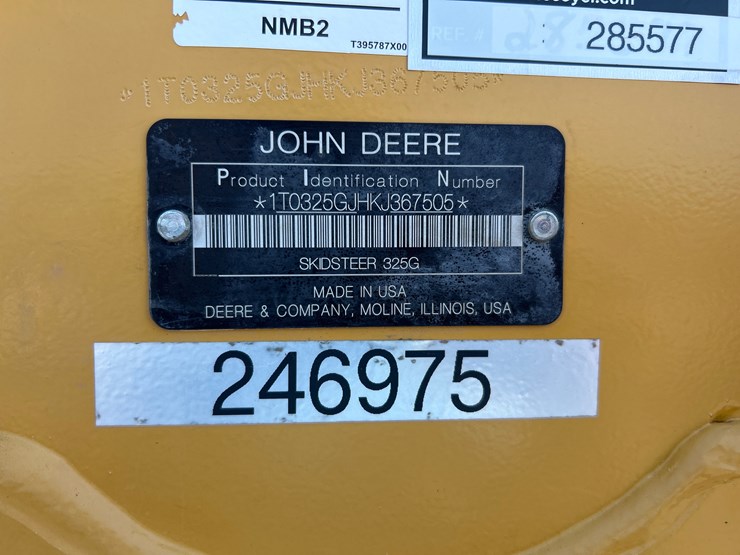 NMB2
T395787X00
REF #
285577
*1T0325GJHKJ367505*
JOHN DEERE
Product Identification Number
*1T0325GJHKJ367505*
SKIDSTEER 325G
MADE IN USA
DEERE & COMPANY, MOLINE, ILLINOIS, USA
246975